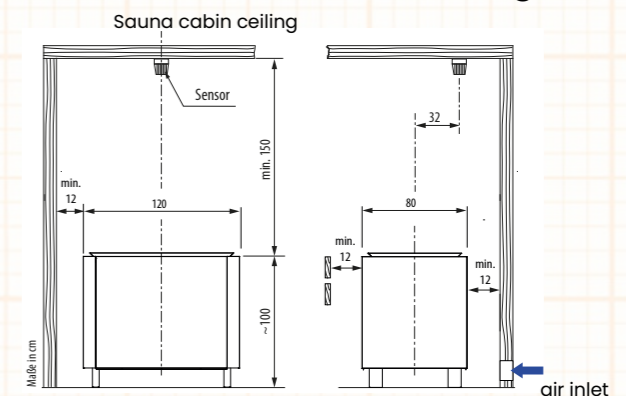 Sauna cabin ceiling
Sensor
min. 150
32
min.
12
120
80
min.
12
min.
12
~100
Maße in cm
air inlet